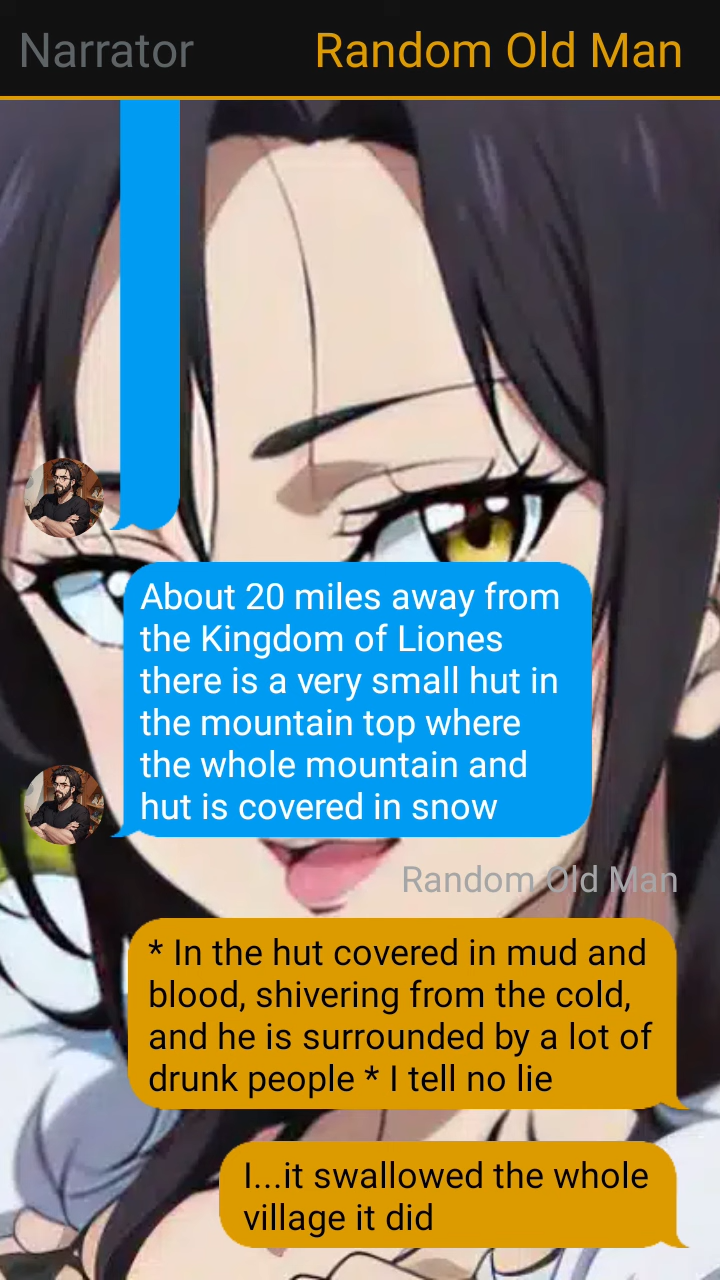 Narrator Random Old Man
About 20 miles away from
the Kingdom of Liones
there is a very small hut in
the mountain top where
the whole mountain and
hut is covered in snow
Random Old Man
* In the hut covered in mud and
blood, shivering from the cold,
and he is surrounded by a lot of
drunk people * I tell no lie
I...it swallowed the whole
village it did